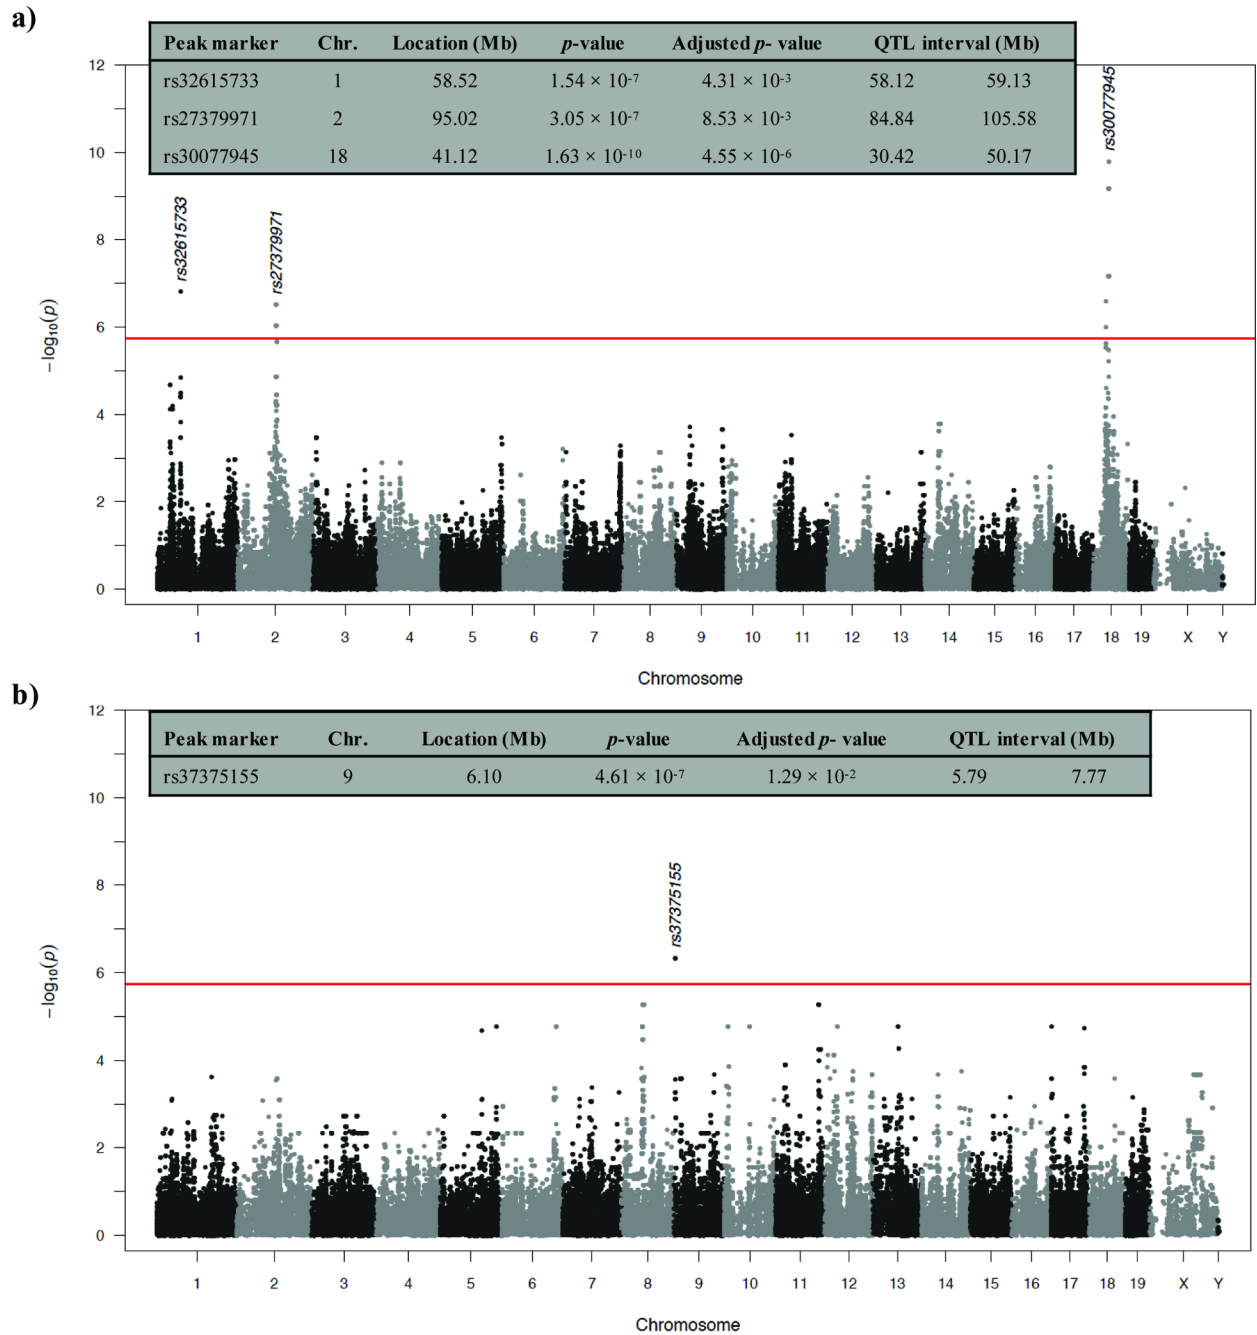 a)
Peak marker Chr. Location (Mb) p-value Adjusted p- value QTL interval (Mb)
rs32615733 1 58.52 1.54 × 10-7 4.31 × 10-3 58.12 59.13
rs27379971 2 95.02 3.05 × 10-7 8.53 × 10-3 84.84 105.58
rs30077945 18 41.12 1.63 × 10-10 4.55 × 10-6 30.42 50.17
12
10
8
6
4
2
0
−log10(p)
rs32615733
rs27379971
rs30077945
1 2 3 4 5 6 7 8 9 10 11 12 13 14 15 16 17 18 19 X Y
Chromosome
b)
Peak marker Chr. Location (Mb) p-value Adjusted p- value QTL interval (Mb)
rs37375155 9 6.10 4.61 × 10-7 1.29 × 10-2 5.79 7.77
12
10
8
6
4
2
0
−log10(p)
rs37375155
1 2 3 4 5 6 7 8 9 10 11 12 13 14 15 16 17 18 19 X Y
Chromosome